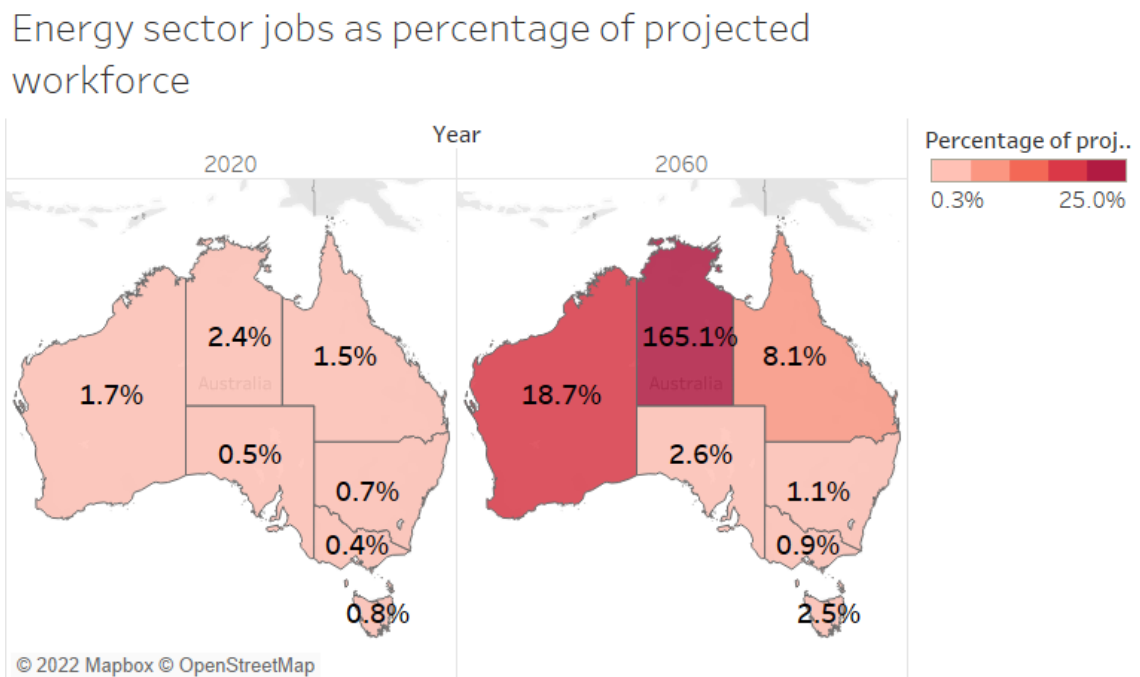 Energy sector jobs as percentage of projected
workforce
Year
2020
2060
Percentage of proj..
0.3%
25.0%
2.4%
1.5%
1.7%
Australia
0.5%
0.7%
0.4%
0.8%
165.1%
8.1%
18.7%
Australia
2.6%
1.1%
0.9%
2.5%
© 2022 Mapbox © OpenStreetMap